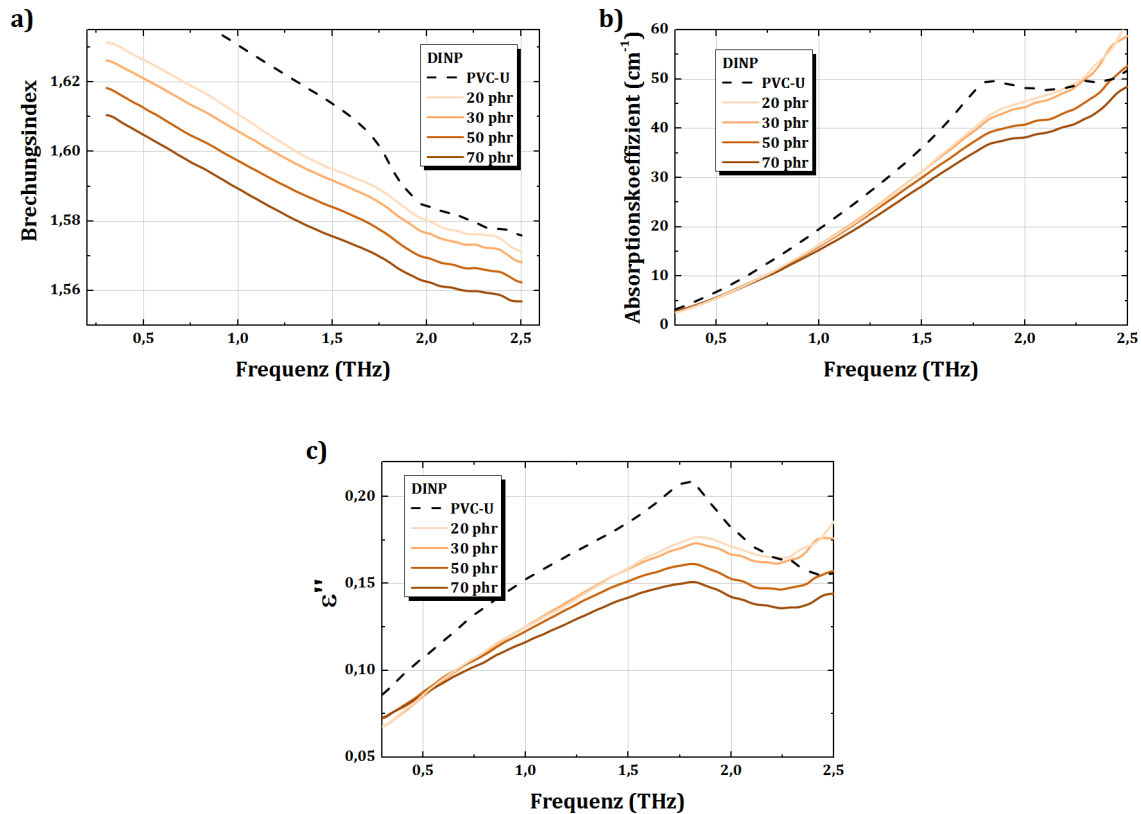 a)
Brechungsindex
1,62
1,60
1,58
1,56
DINP
PVC-U
20 phr
30 phr
50 phr
70 phr
0,5 1,0 1,5 2,0 2,5
Frequenz (THz)
b)
Absorptionskoeffizient (cm⁻¹)
60
50
40
30
20
10
0
DINP
PVC-U
20 phr
30 phr
50 phr
70 phr
0,5 1,0 1,5 2,0 2,5
Frequenz (THz)
c)
ε''
0,20
0,15
0,10
0,05
DINP
PVC-U
20 phr
30 phr
50 phr
70 phr
0,5 1,0 1,5 2,0 2,5
Frequenz (THz)